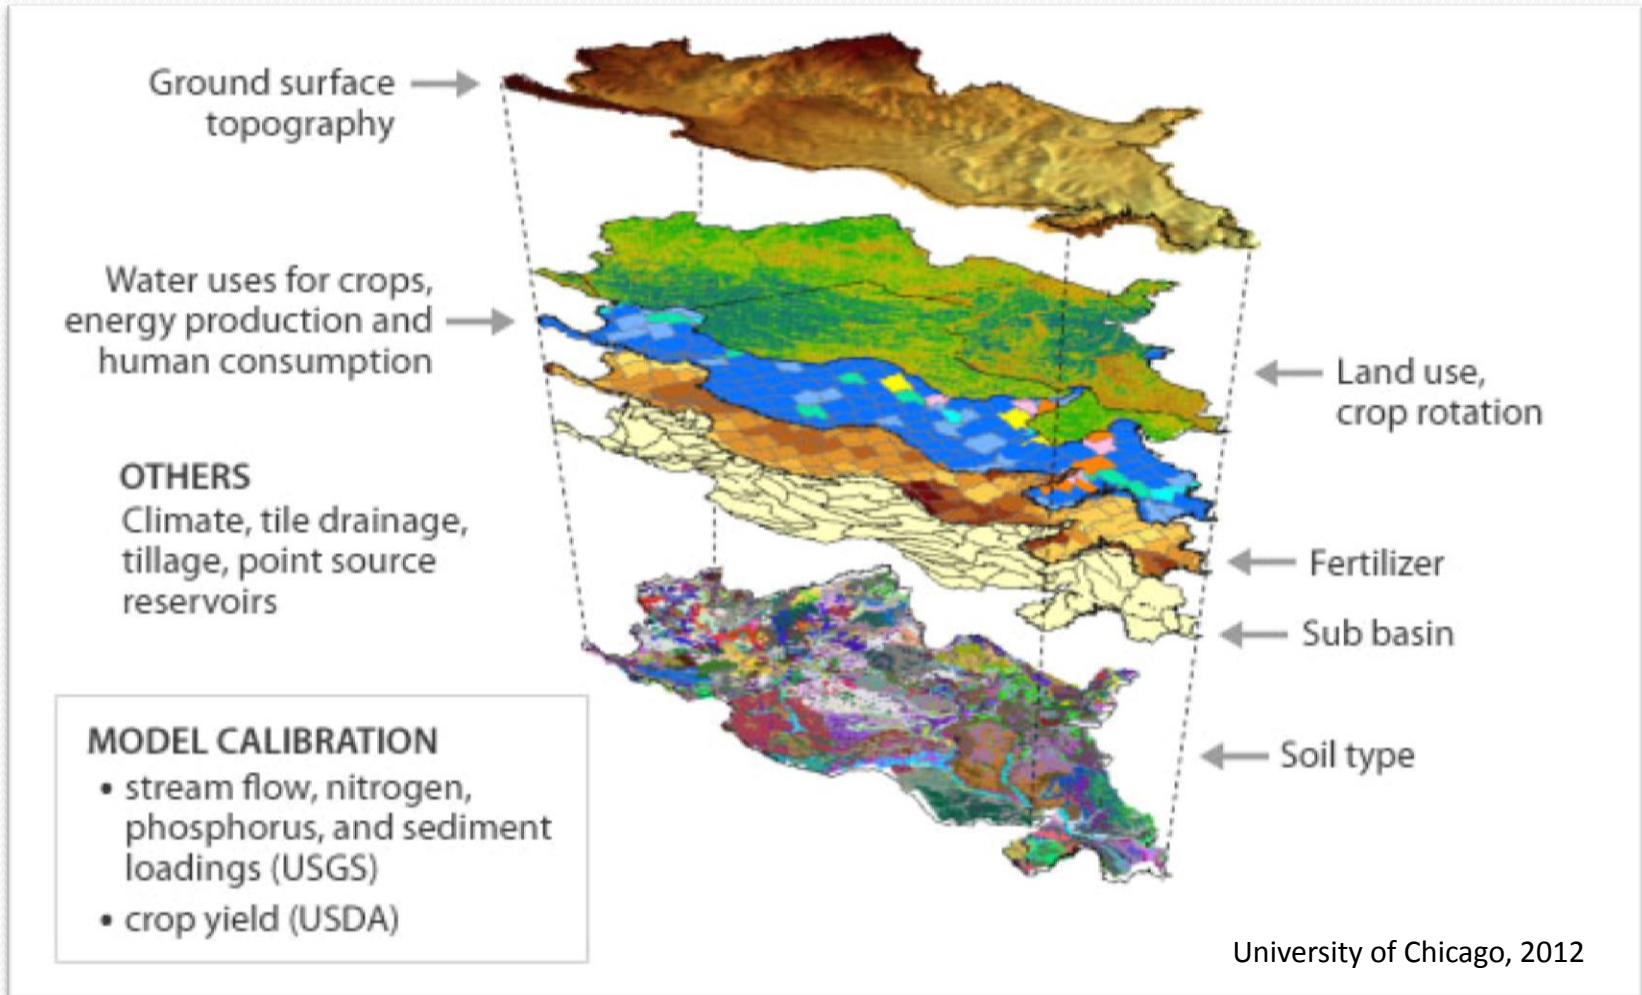 Ground surface
topography
Water uses for crops,
energy production and
human consumption
Land use,
crop rotation
OTHERS
Climate, tile drainage,
tillage, point source
reservoirs
Fertilizer
Sub basin
Soil type
MODEL CALIBRATION
• stream flow, nitrogen,
phosphorus, and sediment
loadings (USGS)
• crop yield (USDA)
University of Chicago, 2012